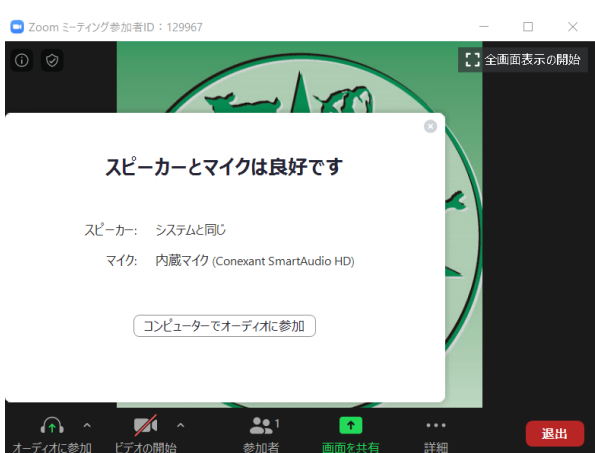 Zoom ミーティング参加者ID：129967
全画面表示の開始
スピーカーとマイクは良好です
スピーカー: システムと同じ
マイク: 内蔵マイク (Conexant SmartAudio HD)
コンピューターでオーディオに参加
1
オーディオに参加 ビデオの開始 参加者 画面を共有 詳細
退出